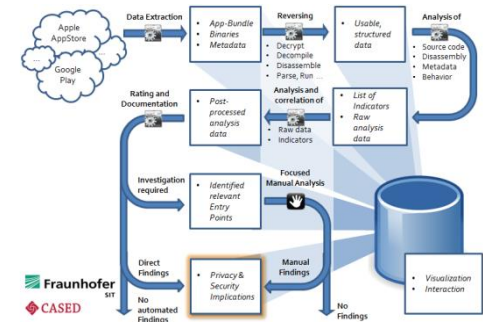 Apple
AppStore
...
...
Google
Play
Data Extraction
• App-Bundle
• Binaries
• Metadata
Reversing
• Decrypt
• Decompile
• Disassemble
• Parse, Run ...
• Usable,
structured
data
Analysis of
• Source code
• Disassembly
• Metadata
• Behavior
Rating and
Documentation
• Post-
processed
analysis
data
Analysis and
correlation of
• Raw data
• Indicators
• List of
Indicators
• Raw
analysis
data
Investigation
required
• Identified
relevant
Entry
Points
Focused
Manual Analysis
Direct
Findings
• Privacy &
Security
Implications
Manual
Findings
• Visualization
• Interaction
Fraunhofer
SIT
CASED
No
automated
Findings
No
Findings